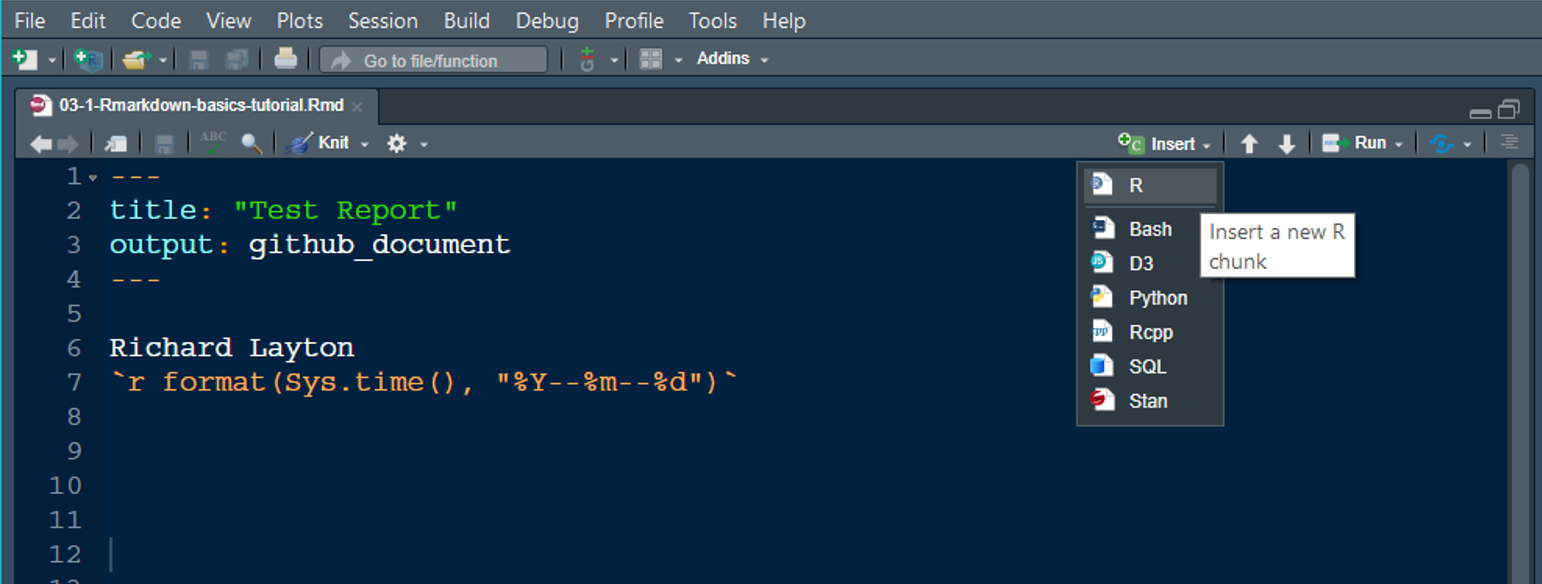 File Edit Code View Plots Session Build Debug Profile Tools Help
Go to file/function Addins
03-1-Rmarkdown-basics-tutorial.Rmd
ABC Knit Insert Run
1 ---
2 title: "Test Report"
3 output: github_document
4 ---
5
6 Richard Layton
7 `r format(Sys.time(), "%Y--%m--%d")`
8
9
10
11
12
R
Bash
D3
Python
Rcpp
SQL
Stan
Insert a new R
chunk